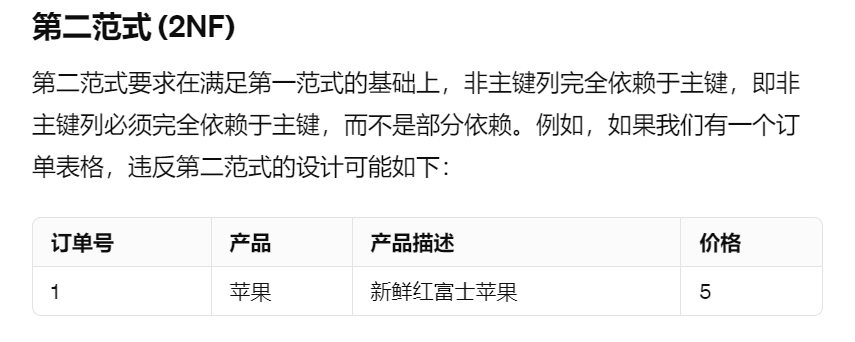 第二范式 (2NF)
第二范式要求在满足第一范式的基础上，非主键列完全依赖于主键，即非
主键列必须完全依赖于主键，而不是部分依赖。例如，如果我们有一个订
单表格，违反第二范式的设计可能如下：
订单号 产品 产品描述 价格
1 苹果 新鲜红富士苹果 5